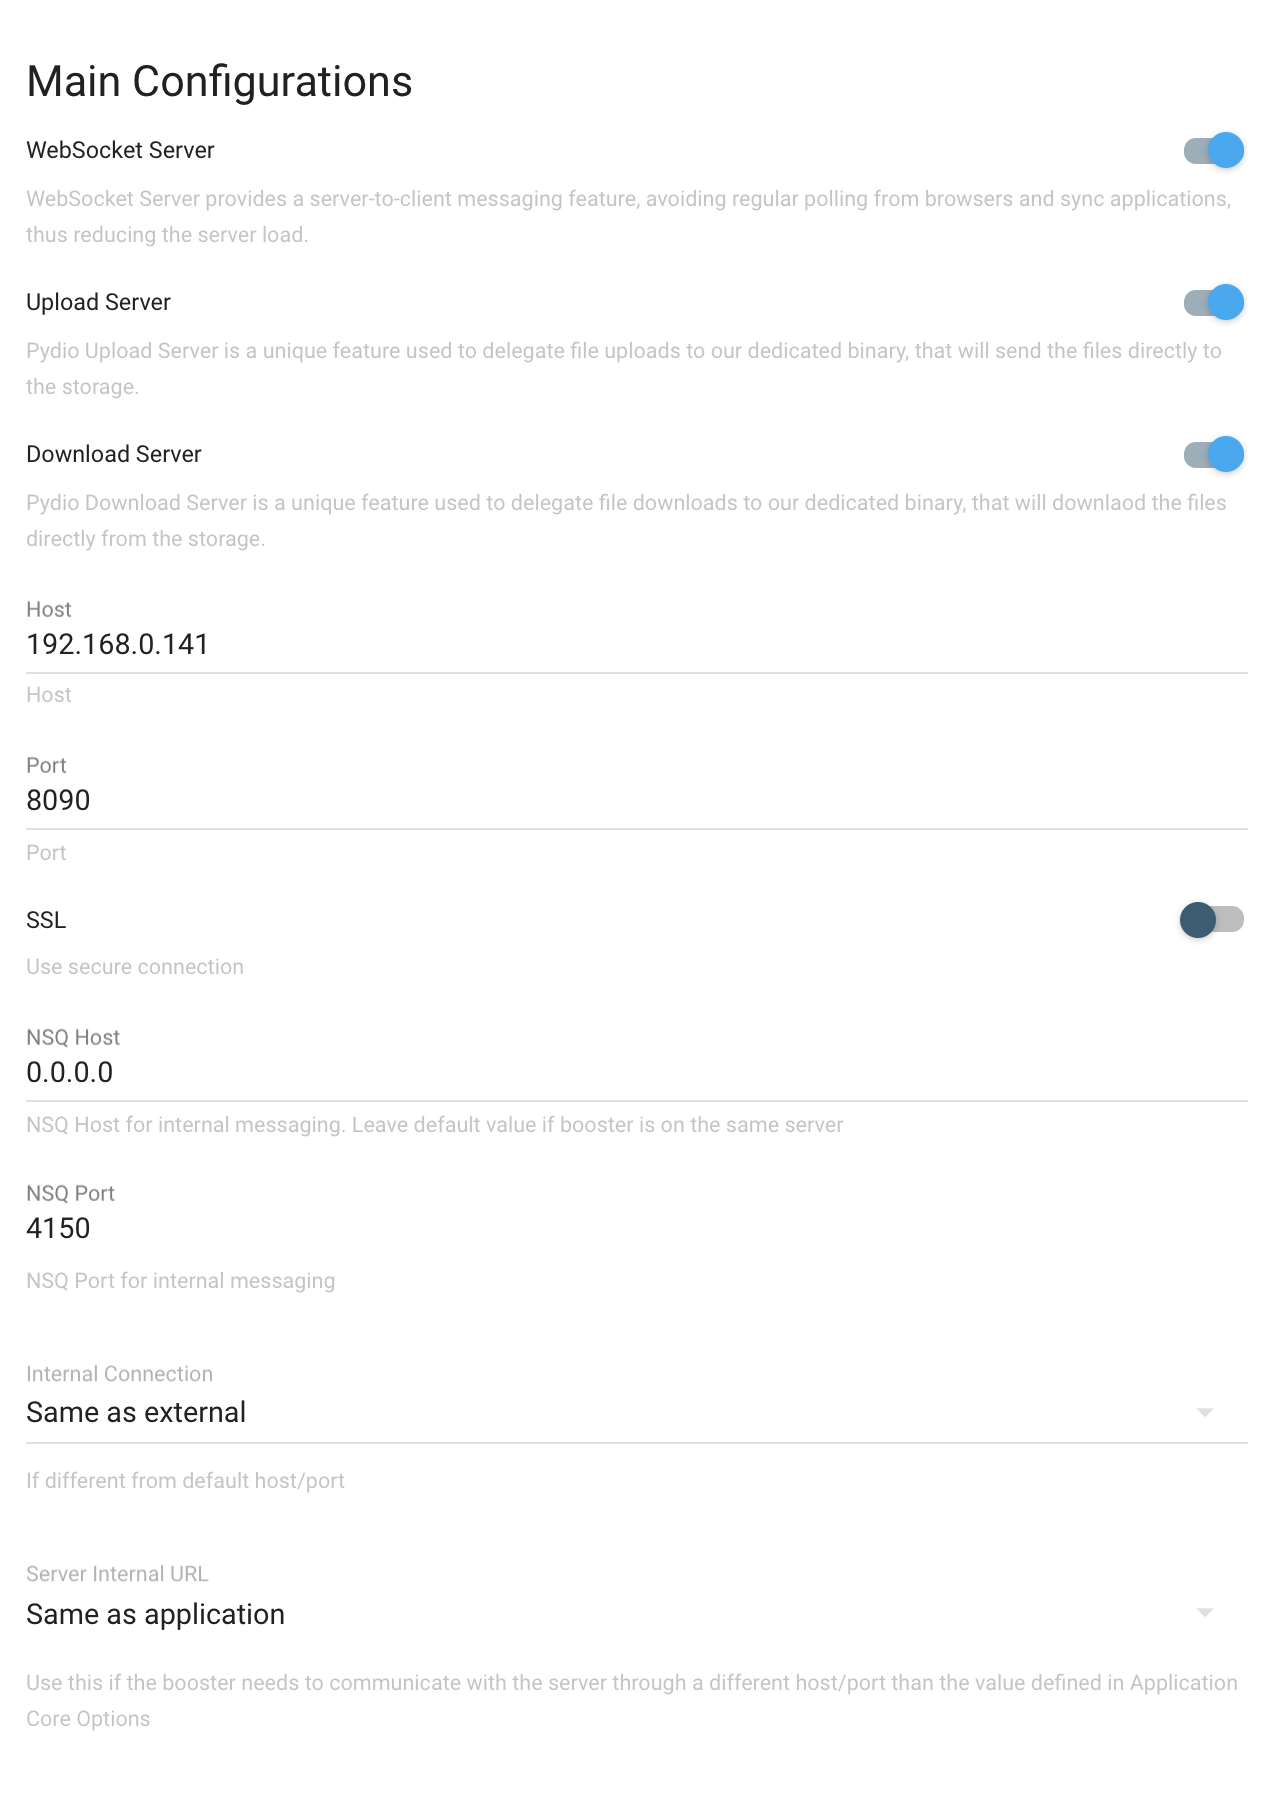 Main Configurations
WebSocket Server
WebSocket Server provides a server-to-client messaging feature, avoiding regular polling from browsers and sync applications,
thus reducing the server load.
Upload Server
Pydio Upload Server is a unique feature used to delegate file uploads to our dedicated binary, that will send the files directly to
the storage.
Download Server
Pydio Download Server is a unique feature used to delegate file downloads to our dedicated binary, that will downlaod the files
directly from the storage.
Host
192.168.0.141
Host
Port
8090
Port
SSL
Use secure connection
NSQ Host
0.0.0.0
NSQ Host for internal messaging. Leave default value if booster is on the same server
NSQ Port
4150
NSQ Port for internal messaging
Internal Connection
Same as external
If different from default host/port
Server Internal URL
Same as application
Use this if the booster needs to communicate with the server through a different host/port than the value defined in Application
Core Options